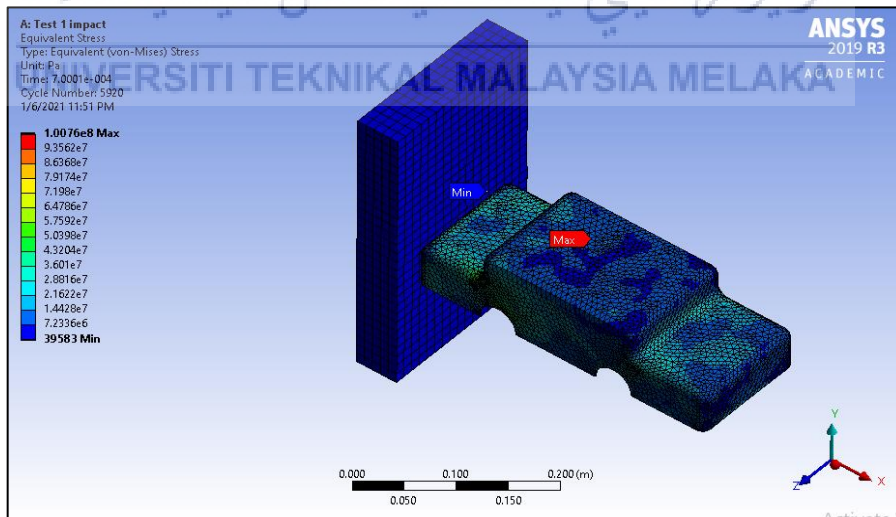 A: Test 1 impact
Equivalent Stress
Type: Equivalent (von-Mises) Stress
Unit: Pa
Time: 7.0001e-004
Cycle Number: 5920
1/6/2021 11:51 PM
ANSYS
2019 R3
ACADEMIC
UNIVERSITI TEKNIKAL MALAYSIA MELAKA
1.0076e8 Max
9.3562e7
8.6368e7
7.9174e7
7.198e7
6.4786e7
5.7592e7
5.0398e7
4.3204e7
3.601e7
2.8816e7
2.1622e7
1.4428e7
7.2336e6
39583 Min
Min
Max
0.000 0.100 0.200 (m)
0.050 0.150
Y
Z
X